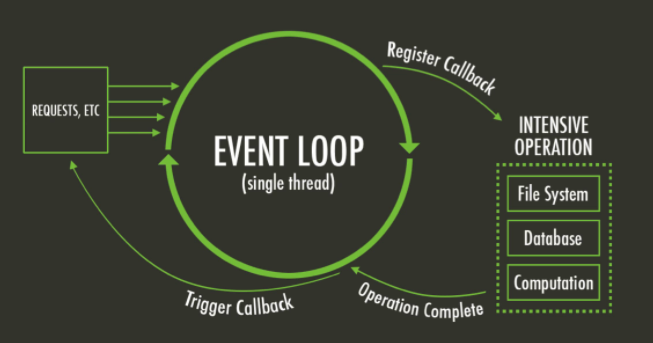 REQUESTS, ETC
EVENT LOOP
(single thread)
Register Callback
INTENSIVE
OPERATION
File System
Database
Computation
Operation Complete
Trigger Callback